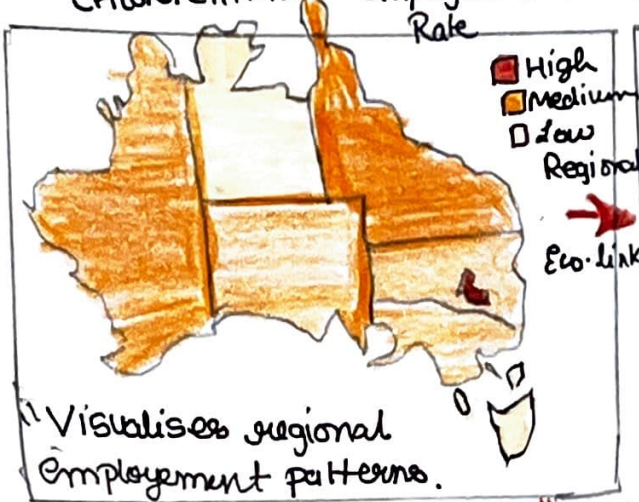 Rate
High
Medium
Low
Regional
Eco-link
"Visualises regional
employement patterns.